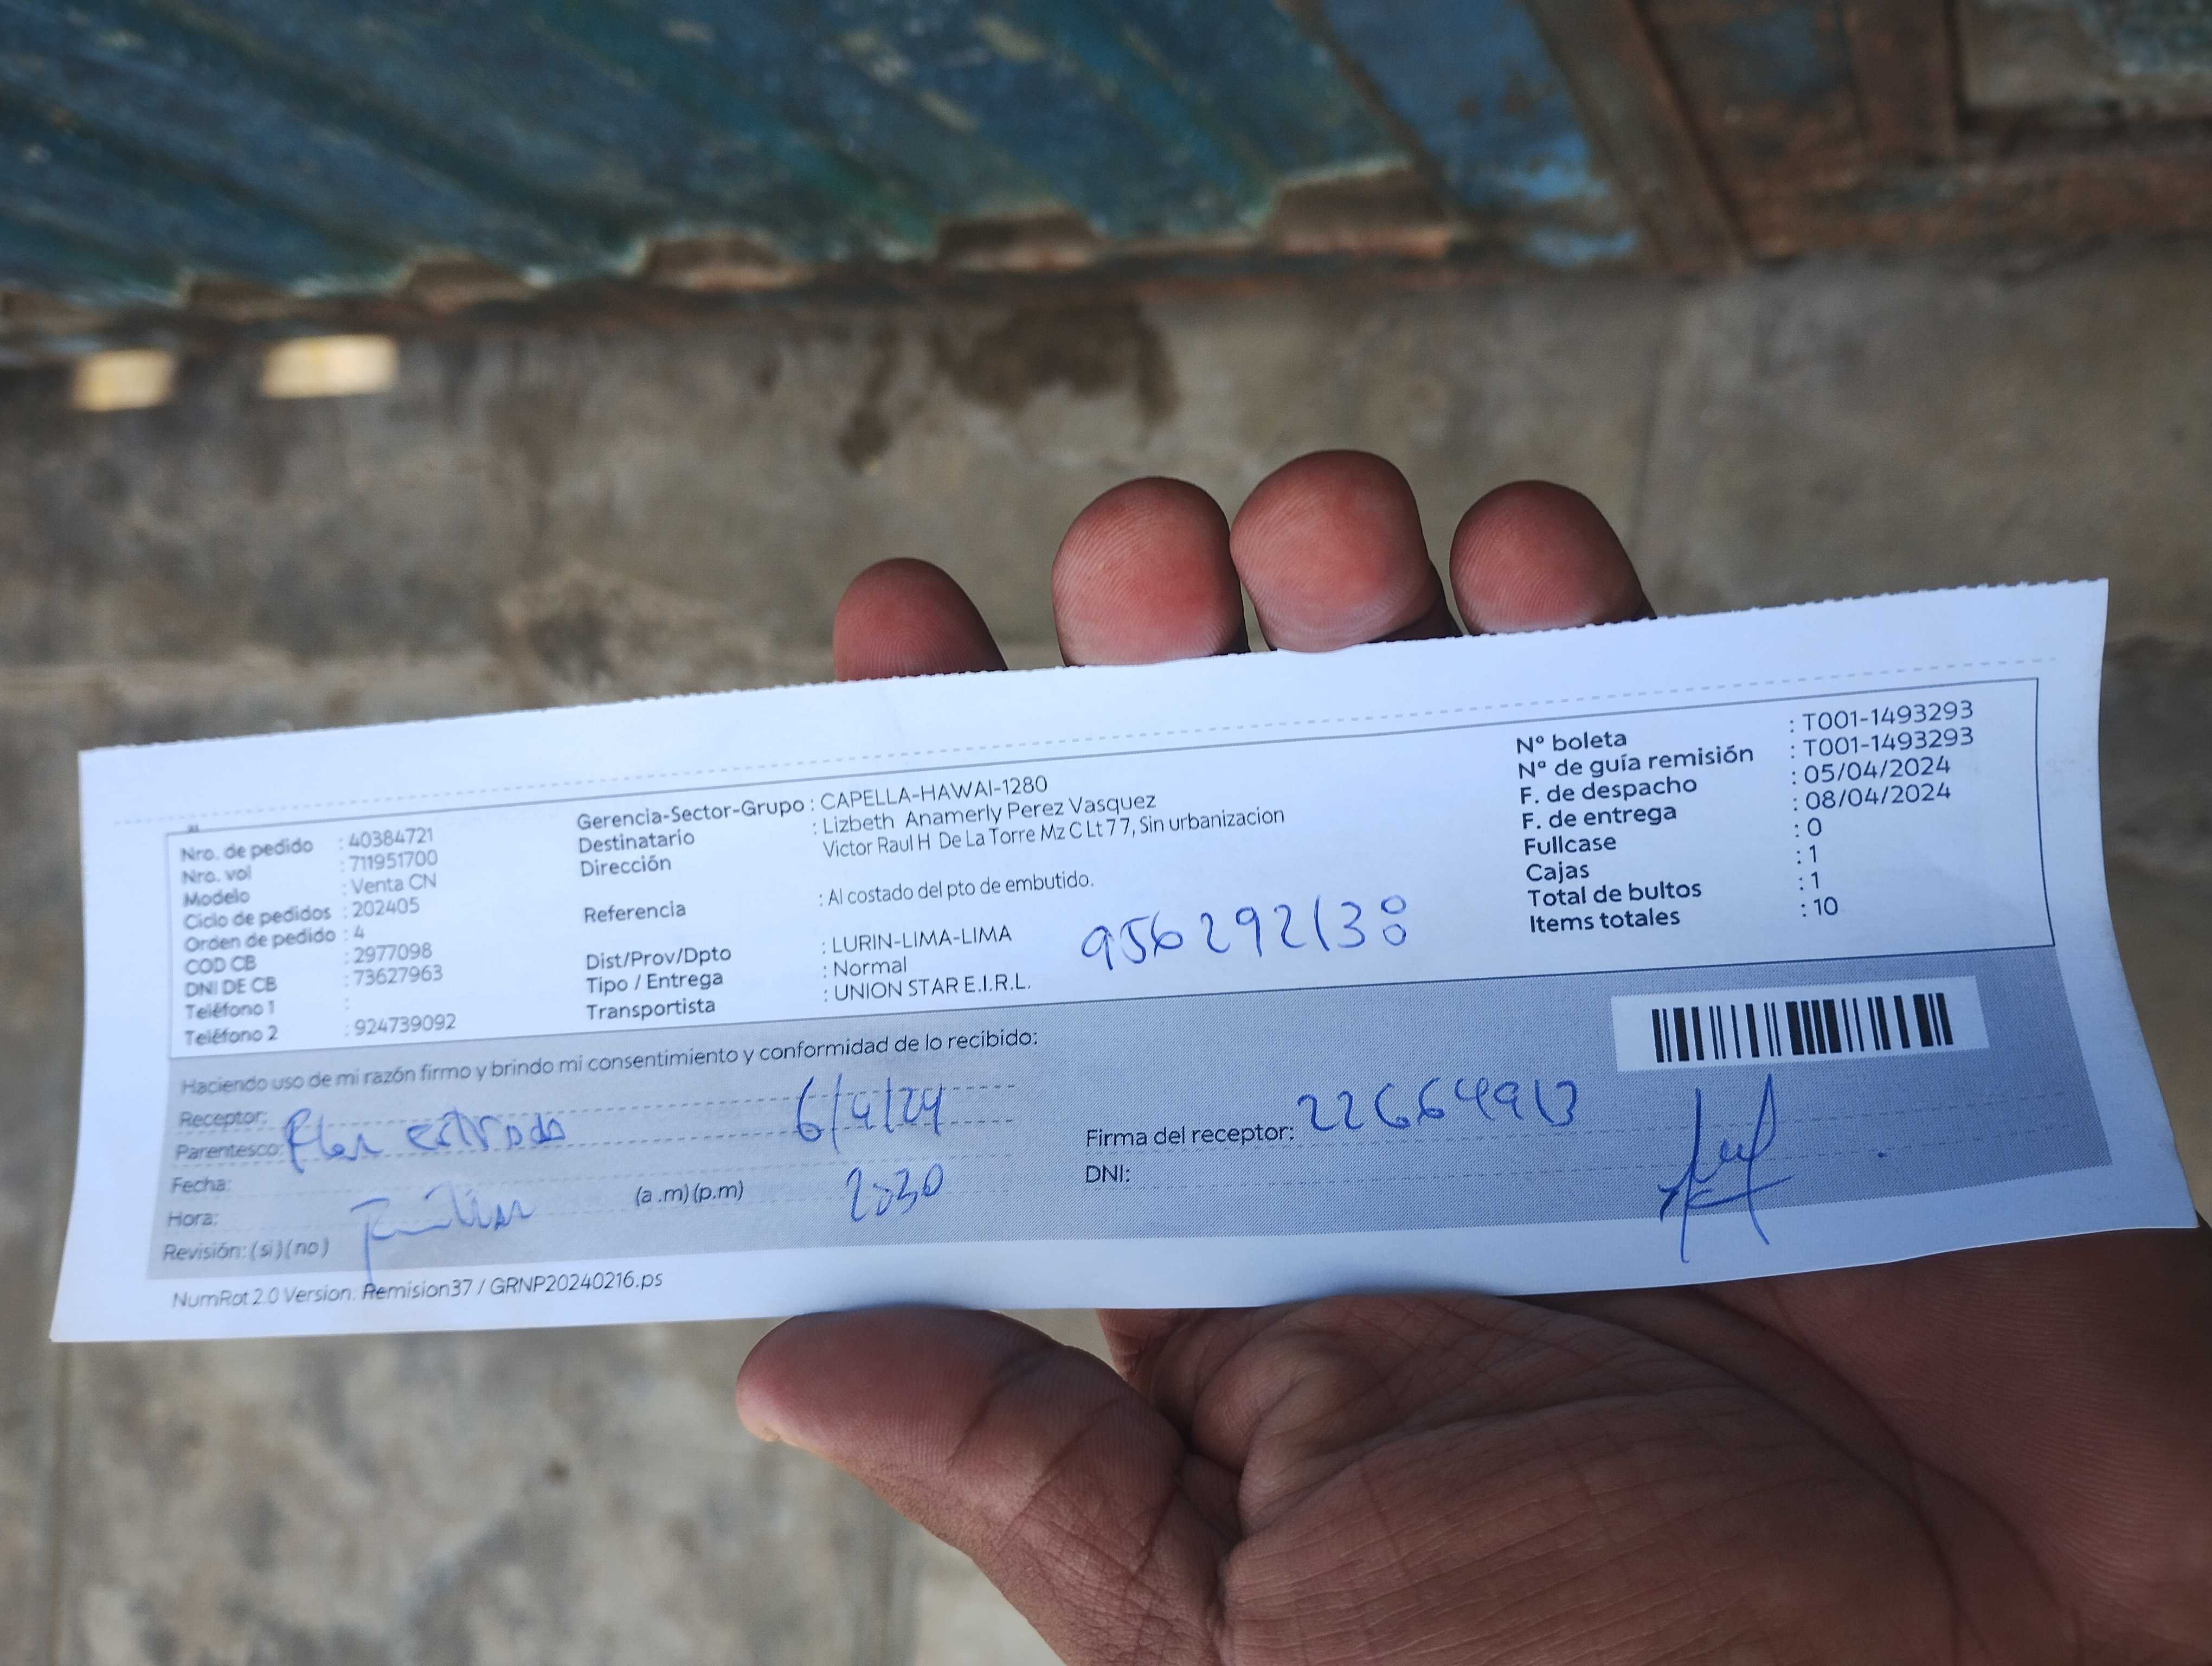 Nro. de pedido : 40384721
Nro. vol : 711951700
Modelo : Venta CN
Ciclo de pedidos : 202405
Orden de pedido : 4
COD CB : 2977098
DNI DE CB : 73627963
Teléfono 1 :
Teléfono 2 : 924739092
Gerencia-Sector-Grupo : CAPELLA-HAWAI-1280
Destinatario : Lizbeth Anamerly Perez Vasquez
Dirección Victor Raul H De La Torre Mz C Lt 77, Sin urbanizacion
Referencia : Al costado del pto de embutido.
Dist/Prov/Dpto : LURIN-LIMA-LIMA
Tipo / Entrega : Normal
Transportista : UNION STAR E.I.R.L.
Nº boleta : T001-1493293
Nº de guía remisión : T001-1493293
F. de despacho : 05/04/2024
F. de entrega : 08/04/2024
Fullcase : 0
Cajas : 1
Total de bultos : 1
Items totales : 10
Haciendo uso de mi razón firmo y brindo mi consentimiento y conformidad de lo recibido:
Receptor:
Parentesco:
6/4/24
Fecha:
Hora: (a.m) (p.m)
Revisión: (si) (no)
Firma del receptor:
DNI:
NumRot 2.0 Version: Remision37 / GRNP20240216.ps